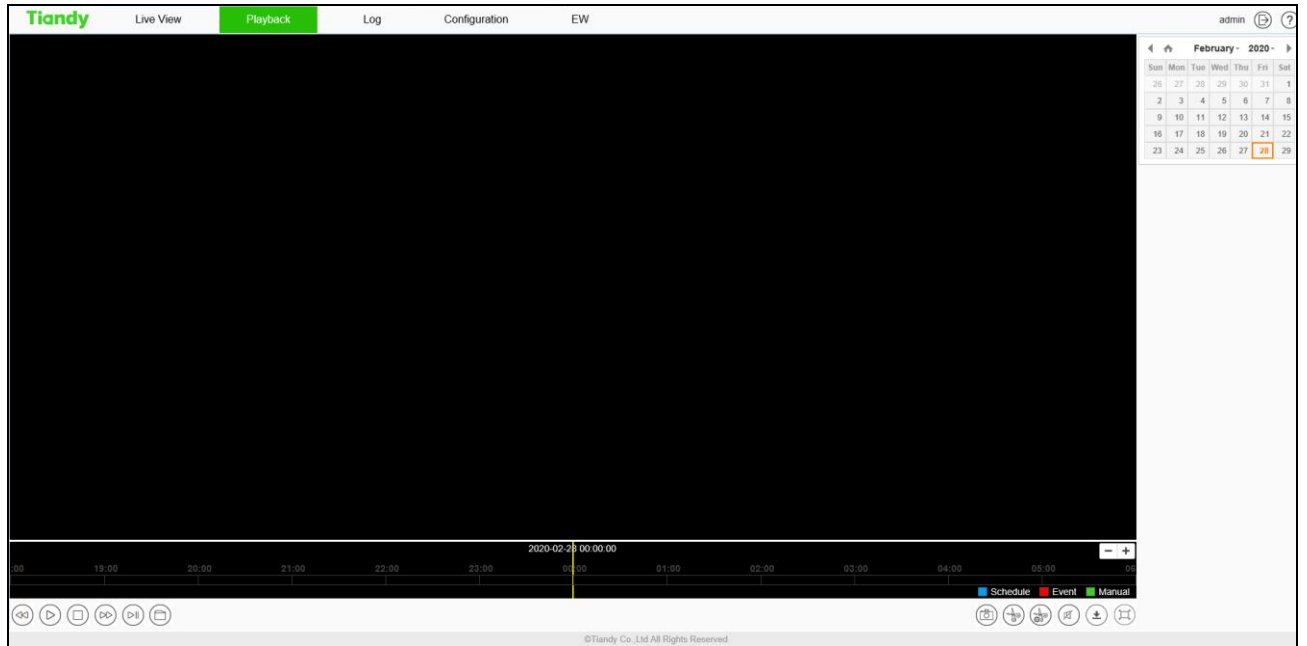 Tiandy Live View Playback Log Configuration EW admin ?
February 2020
Sun Mon Tue Wed Thu Fri Sat
26 27 28 29 30 31 1
2 3 4 5 6 7 8
9 10 11 12 13 14 15
16 17 18 19 20 21 22
23 24 25 26 27 28 29
2020-02-28 00:00:00
- +
:00 19:00 20:00 21:00 22:00 23:00 00:00 01:00 02:00 03:00 04:00 05:00 06
Schedule Event Manual
©Tiandy Co.,Ltd All Rights Reserved